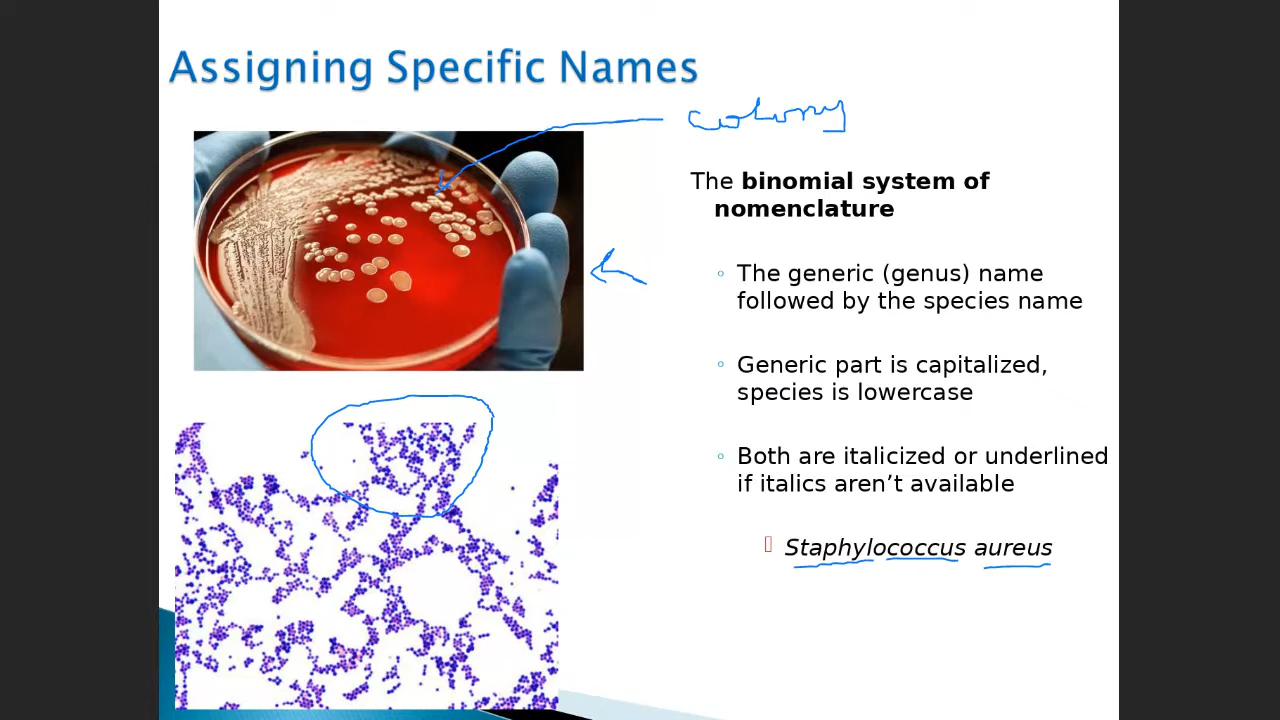 Assigning Specific Names
colony
The binomial system of
nomenclature
◦ The generic (genus) name
followed by the species name
◦ Generic part is capitalized,
species is lowercase
◦ Both are italicized or underlined
if italics aren’t available
Staphylococcus aureus